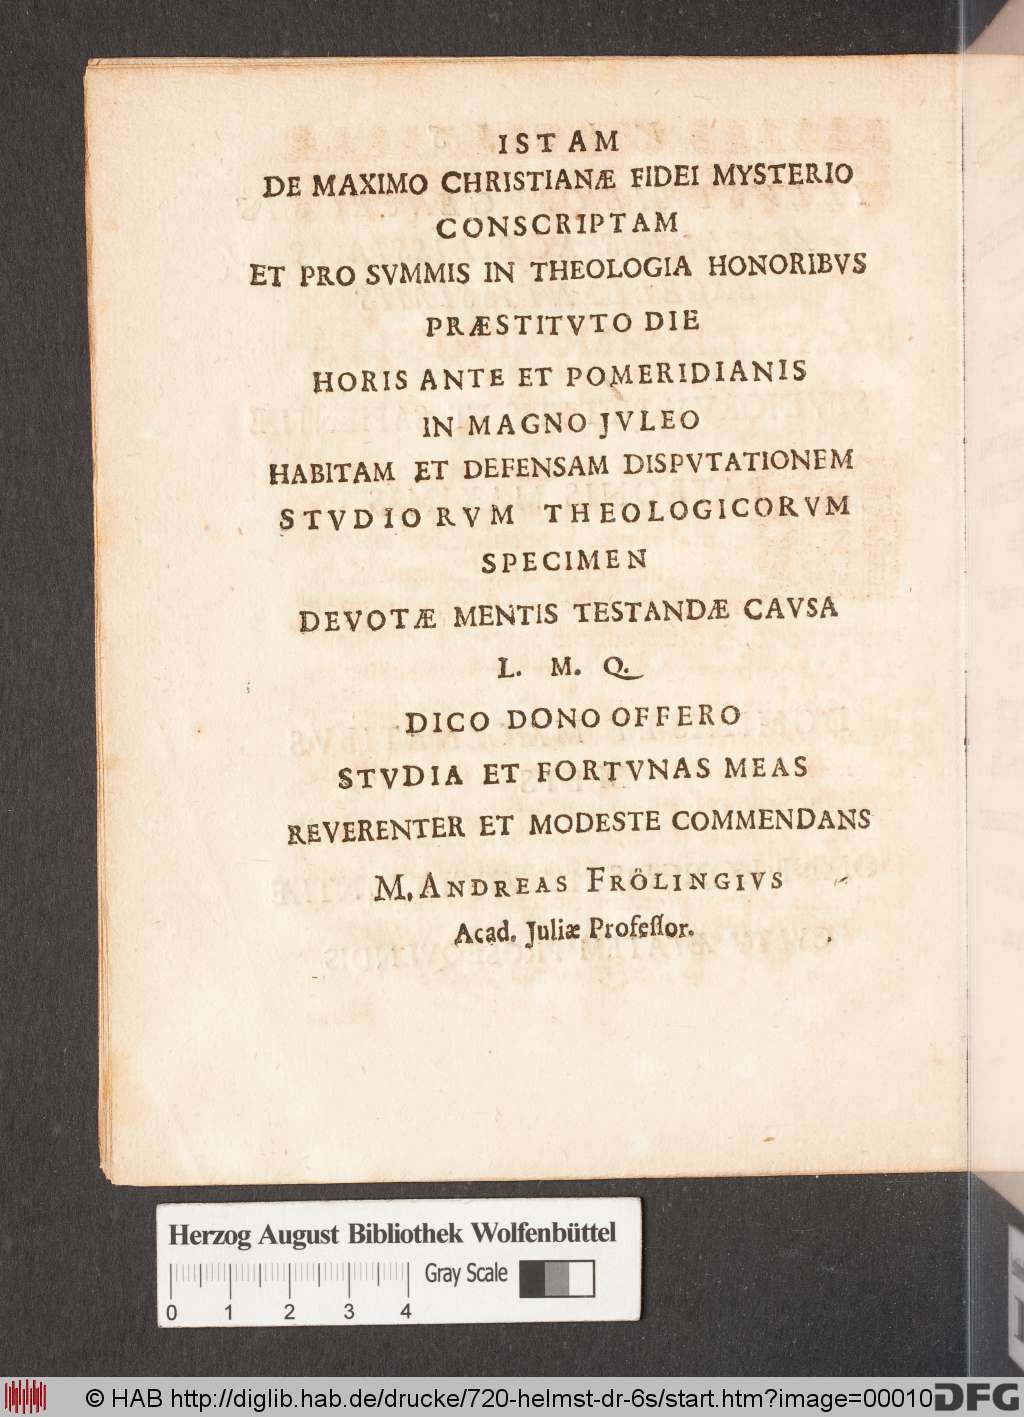 ISTAM
DE MAXIMO CHRISTIANÆ FIDEI MYSTERIO
CONSCRIPTAM
ET PRO SVMMIS IN THEOLOGIA HONORIBVS
PRÆSTITVTO DIE
HORIS ANTE ET POMERIDIANIS
IN MAGNO JVLEO
HABITAM ET DEFENSAM DISPVTATIONEM
STVDIORVM THEOLOGICORVM
SPECIMEN
DEVOTÆ MENTIS TESTANDÆ CAVSA
L. M. Q.
DICO DONO OFFERO
STVDIA ET FORTVNAS MEAS
REVERENTER ET MODESTE COMMENDANS
M. ANDREAS FRÖLINGIVS
Acad. Juliæ Profeſſor.
Herzog August Bibliothek Wolfenbüttel
Gray Scale
0 1 2 3 4
© HAB http://diglib.hab.de/drucke/720-helmst-dr-6s/start.htm?image=00010
DFG